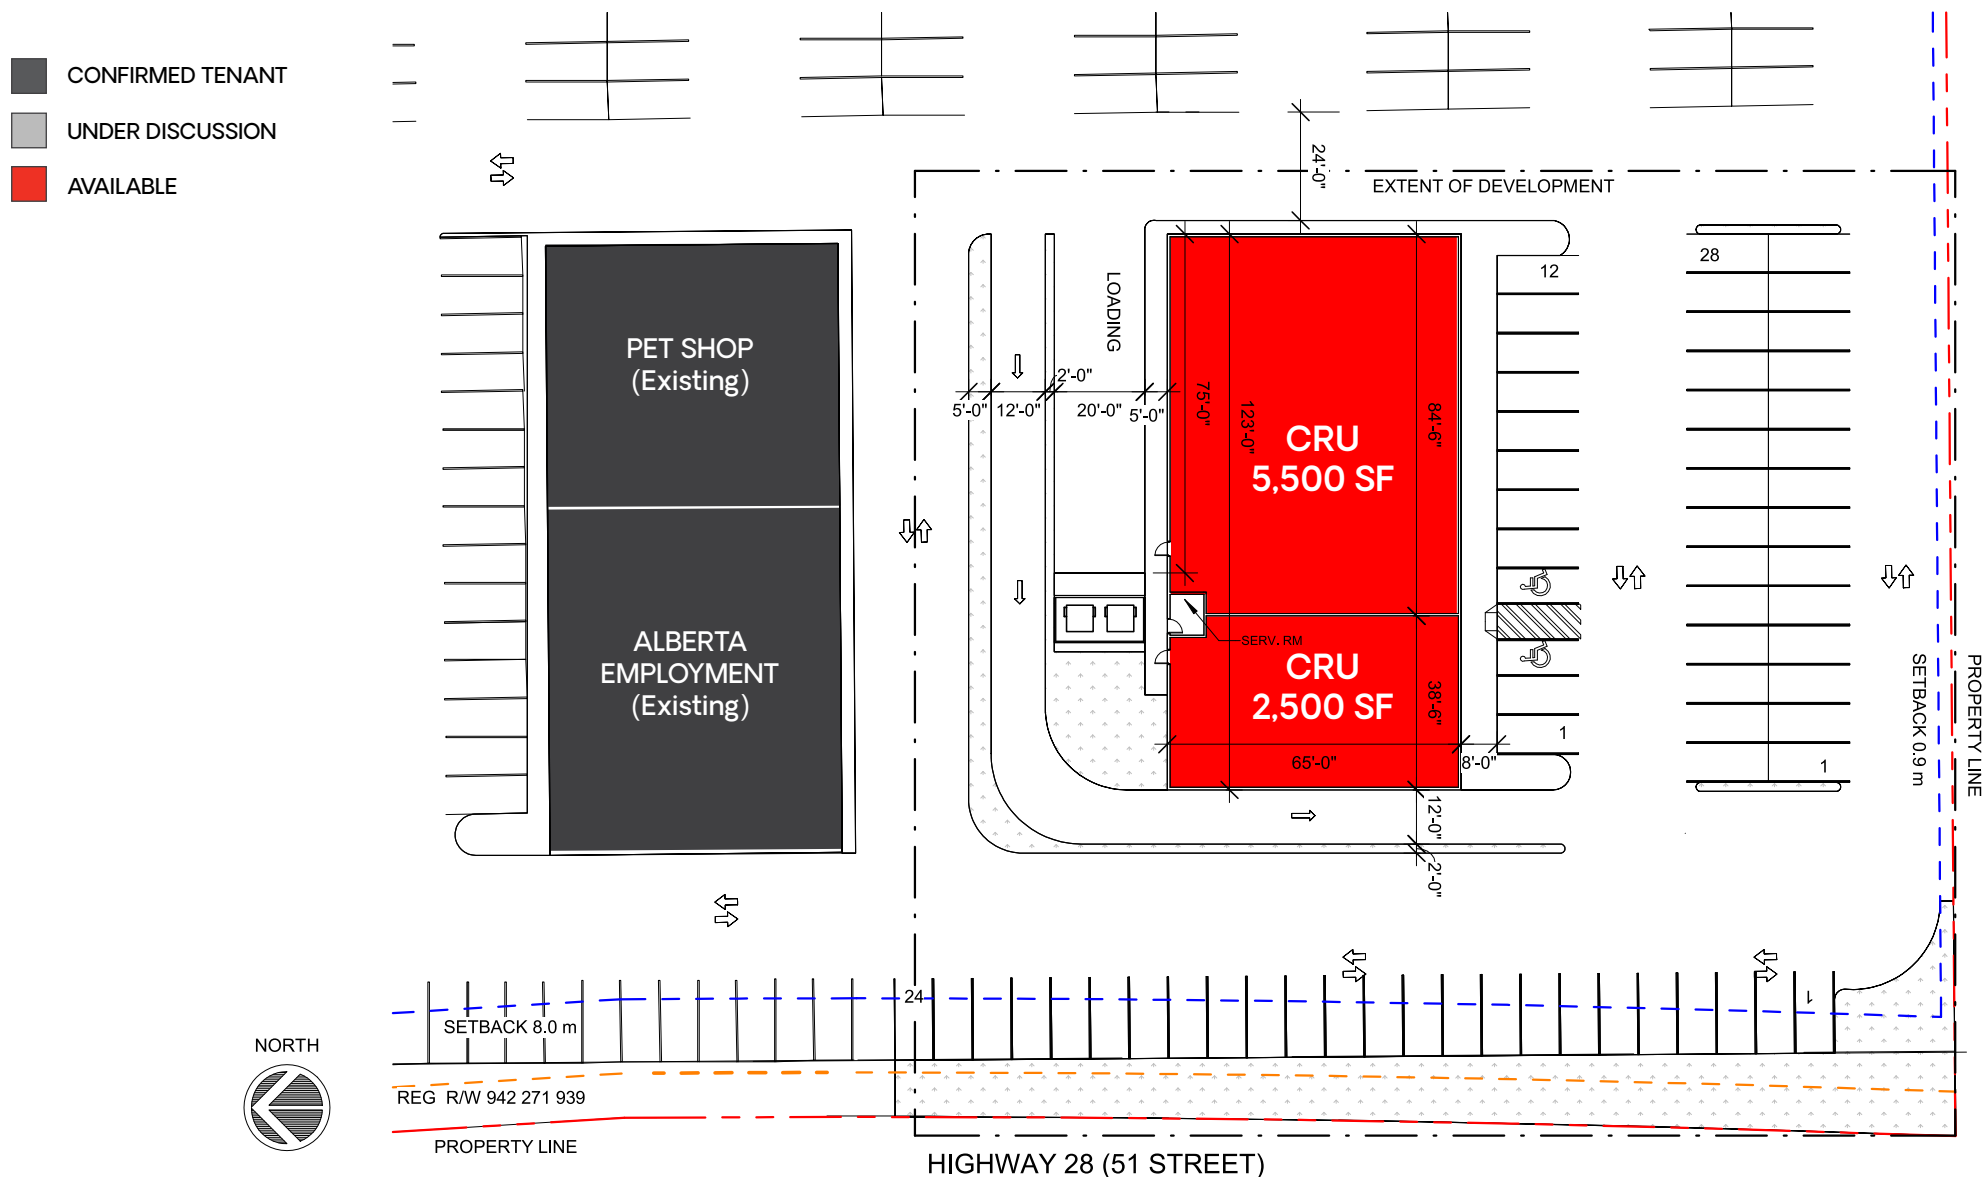 CONFIRMED TENANT
UNDER DISCUSSION
AVAILABLE
24'-0"
EXTENT OF DEVELOPMENT
PET SHOP
(Existing)
ALBERTA
EMPLOYMENT
(Existing)
LOADING
5'-0"
12'-0"
2'-0"
20'-0"
5'-0"
75'-0"
123'-0"
84'-6"
CRU
5,500 SF
SERV. RM
CRU
2,500 SF
38'-6"
65'-0"
8'-0"
12'-0"
2'-0"
12
1
28
1
SETBACK 0.9 m
PROPERTY LINE
24
1
SETBACK 8.0 m
NORTH
REG R/W 942 271 939
PROPERTY LINE
HIGHWAY 28 (51 STREET)